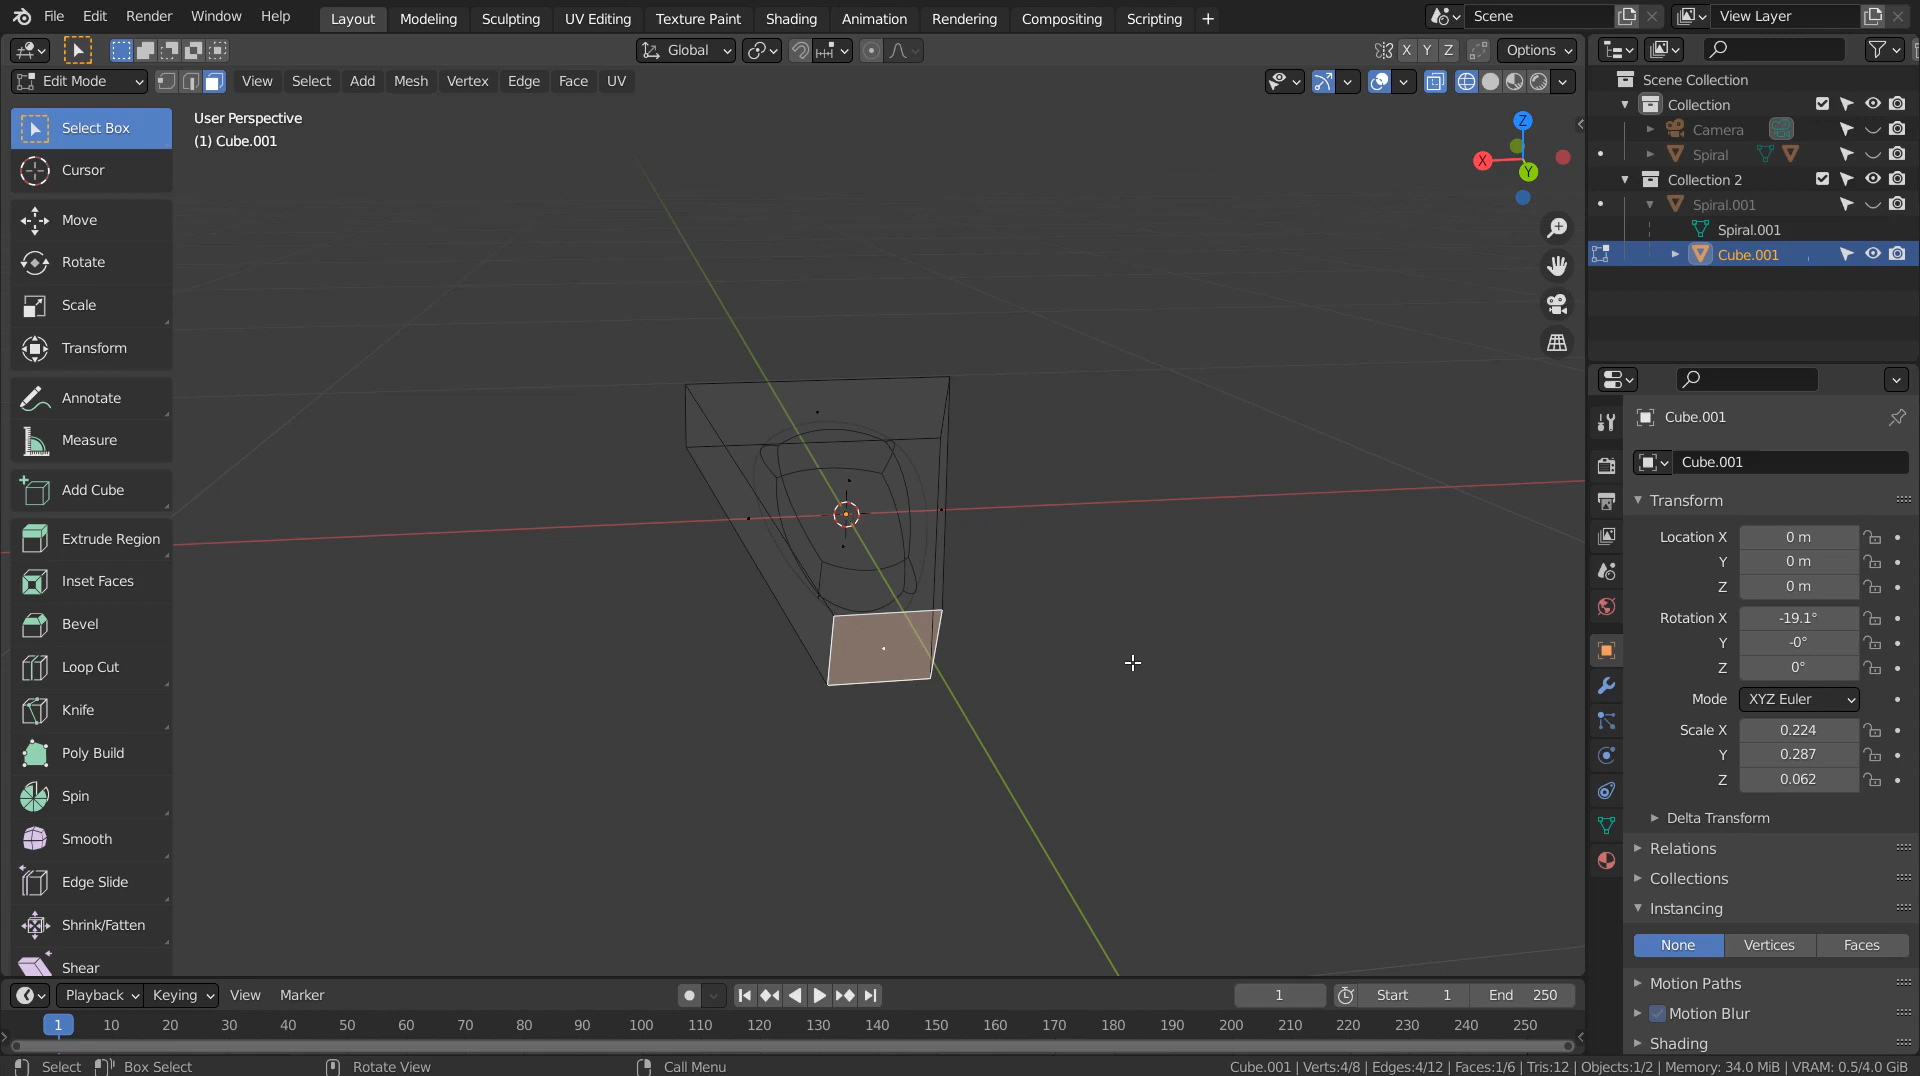 File Edit Render Window Help Layout Modeling Sculpting UV Editing Texture Paint Shading Animation Rendering Compositing Scripting + Scene View Layer
Global X Y Z Options
Edit Mode View Select Add Mesh Vertex Edge Face UV
User Perspective
(1) Cube.001
Select Box
Cursor
Move
Rotate
Scale
Transform
Annotate
Measure
Add Cube
Extrude Region
Inset Faces
Bevel
Loop Cut
Knife
Poly Build
Spin
Smooth
Edge Slide
Shrink/Fatten
Shear
Z
X
Y
Scene Collection
Collection
Camera
Spiral
Collection 2
Spiral.001
Spiral.001
Cube.001
Cube.001
Cube.001
Transform
Location X 0 m
Y 0 m
Z 0 m
Rotation X -19.1°
Y -0°
Z 0°
Mode XYZ Euler
Scale X 0.224
Y 0.287
Z 0.062
Delta Transform
Relations
Collections
Instancing
None Vertices Faces
Motion Paths
Motion Blur
Shading
Playback Keying View Marker 1 Start 1 End 250
1 10 20 30 40 50 60 70 80 90 100 110 120 130 140 150 160 170 180 190 200 210 220 230 240 250
Select Box Select Rotate View Call Menu Cube.001 | Verts:4/8 | Edges:4/12 | Faces:1/6 | Tris:12 | Objects:1/2 | Memory: 34.0 MiB | VRAM: 0.5/4.0 GiB